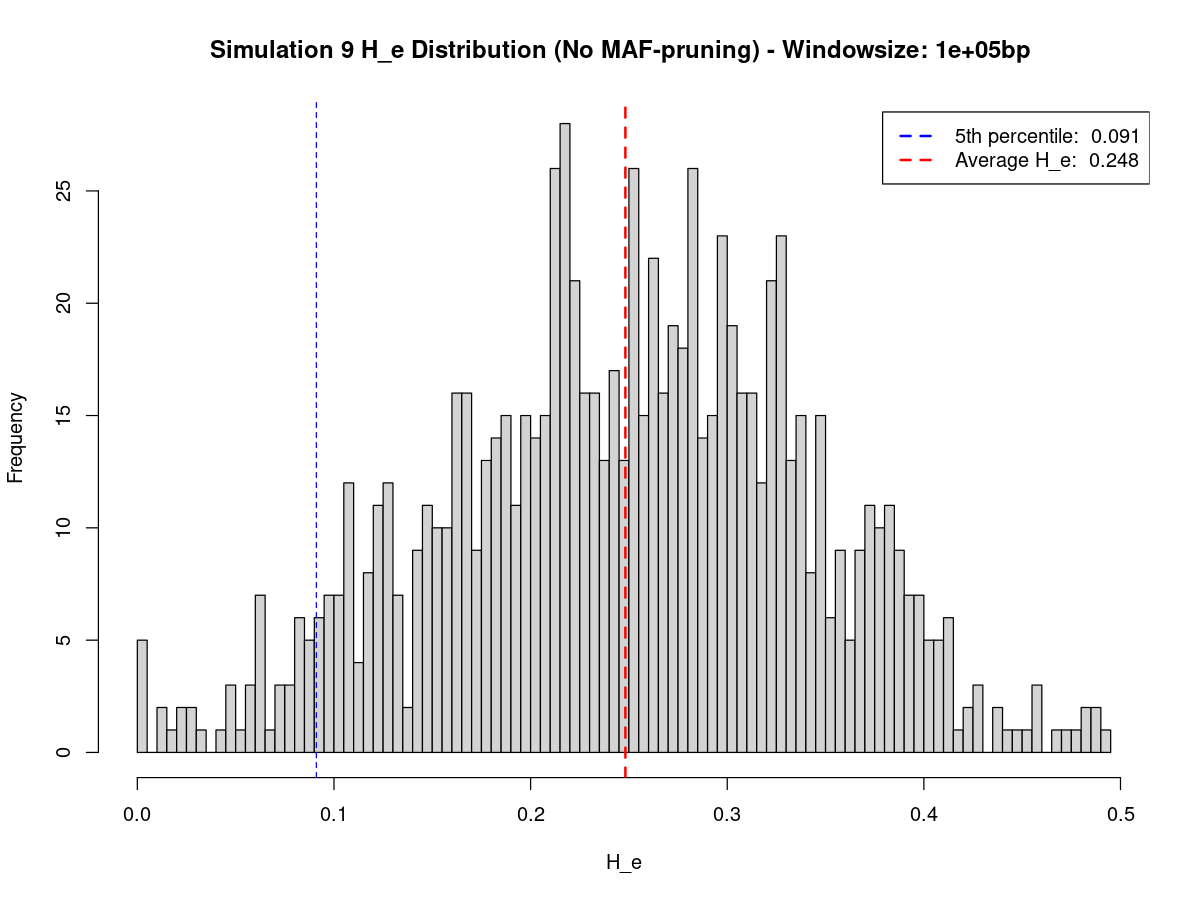 Simulation 9 H_e Distribution (No MAF-pruning) - Windowsize: 1e+05bp
5th percentile:  0.091
Average H_e:  0.248
Frequency
25
20
15
10
5
0
0.0 0.1 0.2 0.3 0.4 0.5
H_e